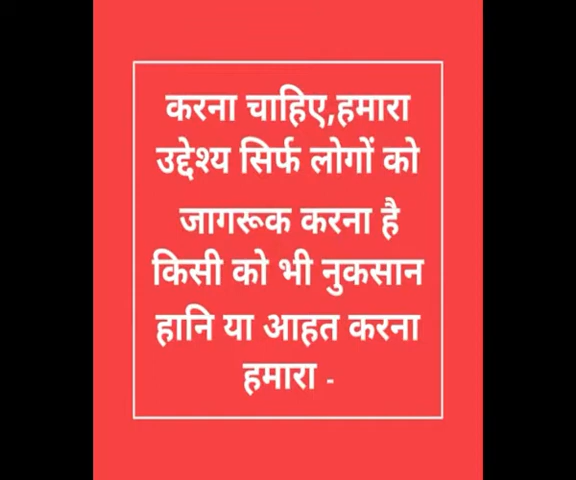 करना चाहिए,हमारा
उद्देश्य सिर्फ लोगों को
जागरूक करना है
किसी को भी नुकसान
हानि या आहत करना
हमारा -